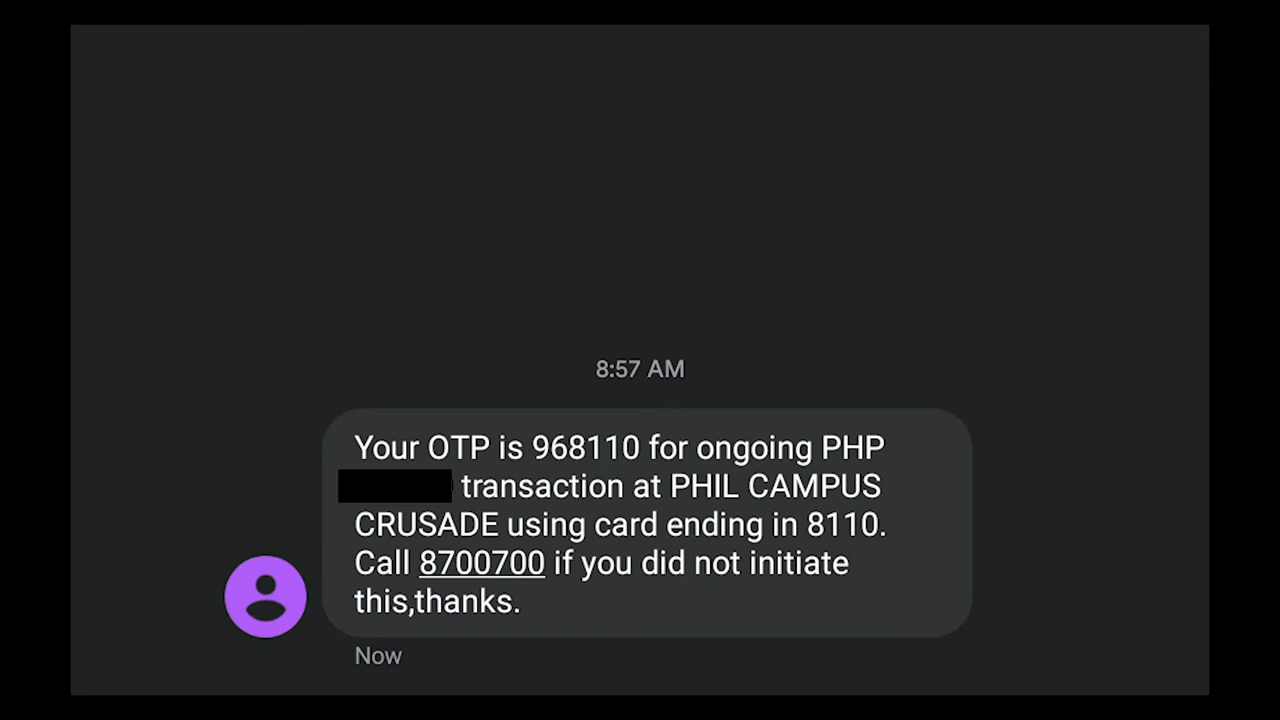 8:57 AM
Your OTP is 968110 for ongoing PHP
transaction at PHIL CAMPUS
CRUSADE using card ending in 8110.
Call 8700700 if you did not initiate
this,thanks.
Now